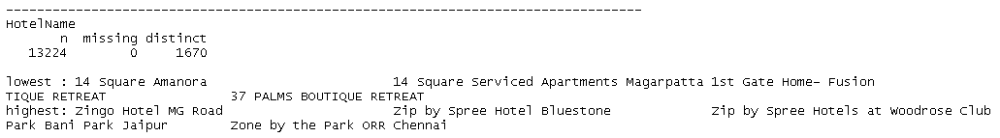 --------------------------------------------------------------------------------
HotelName
n missing distinct
13224 0 1670
lowest : 14 Square Amanora 14 Square Serviced Apartments Magarpatta 1st Gate Home– Fusion
TIQUE RETREAT 37 PALMS BOUTIQUE RETREAT
highest: Zingo Hotel MG Road Zip by Spree Hotel Bluestone Zip by Spree Hotels at Woodrose Club
Park Bani Park Jaipur Zone by the Park ORR Chennai